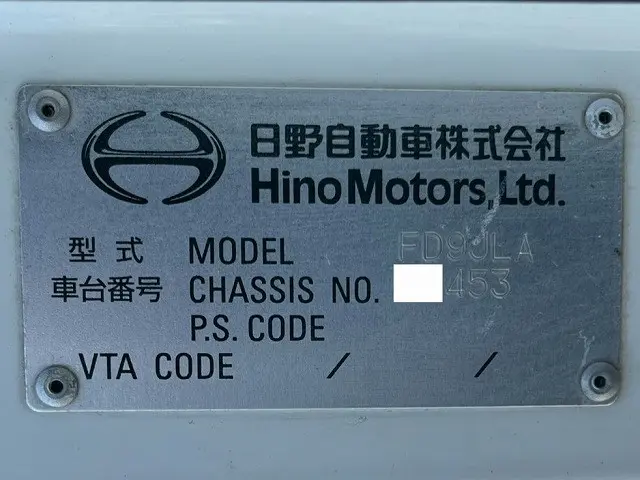 日野自動車株式会社
Hino Motors, Ltd.
型式 MODEL FD9JLA
車台番号 CHASSIS NO. 453
P.S. CODE
VTA CODE / /